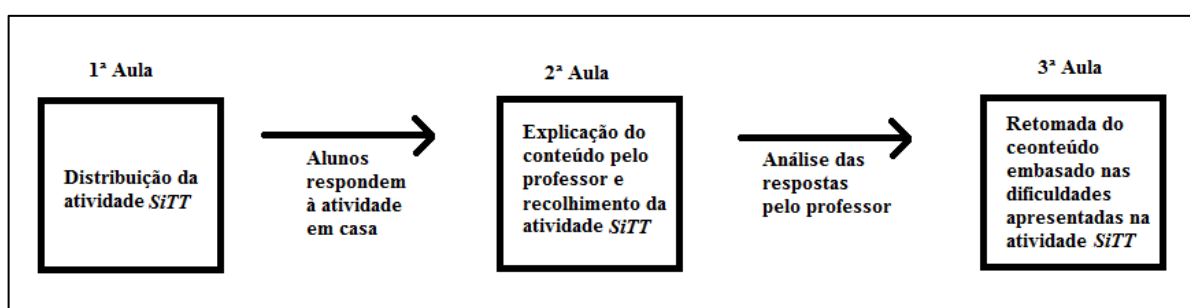 1ª Aula
Distribuição da
atividade SiTT
Alunos
respondem
à atividade
em casa
2ª Aula
Explicação do
conteúdo pelo
professor e
recolhimento da
atividade SiTT
Análise das
respostas
pelo professor
3ª Aula
Retomada do
ceonteúdo
embasado nas
dificuldades
apresentadas na
atividade SiTT